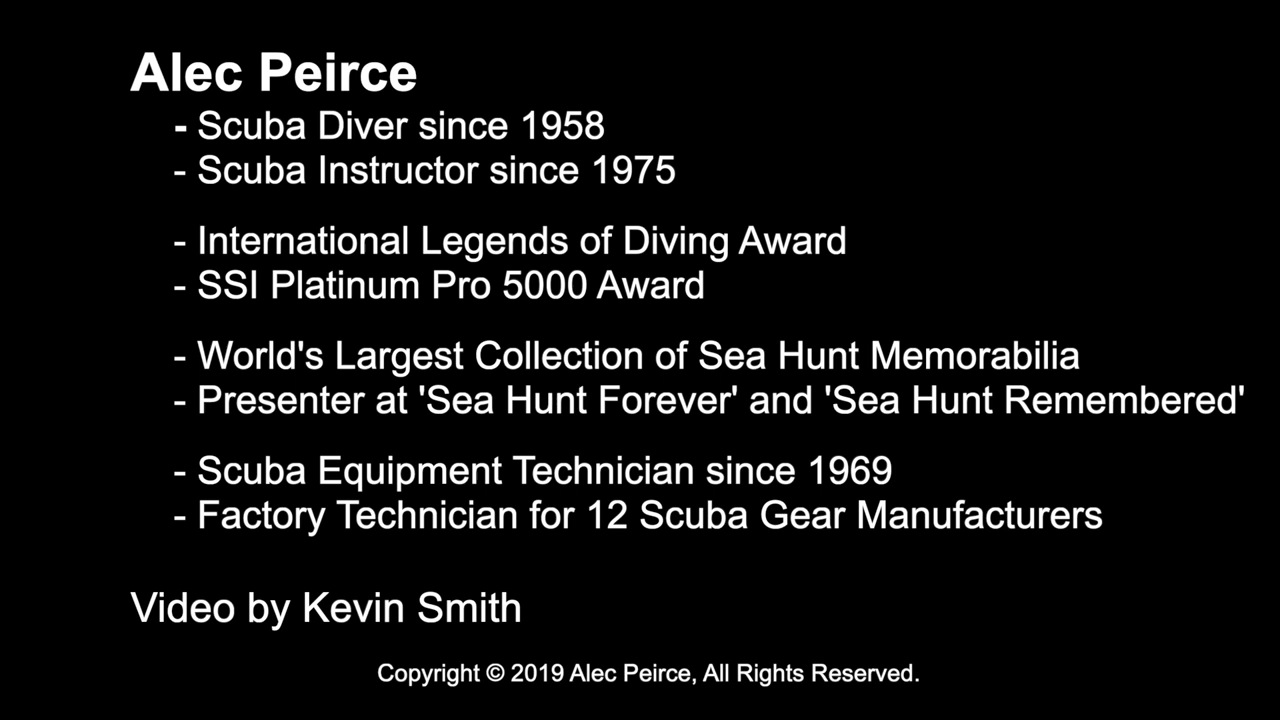 Alec Peirce
- Scuba Diver since 1958
- Scuba Instructor since 1975
- International Legends of Diving Award
- SSI Platinum Pro 5000 Award
- World's Largest Collection of Sea Hunt Memorabilia
- Presenter at 'Sea Hunt Forever' and 'Sea Hunt Remembered'
- Scuba Equipment Technician since 1969
- Factory Technician for 12 Scuba Gear Manufacturers
Video by Kevin Smith
Copyright © 2019 Alec Peirce, All Rights Reserved.